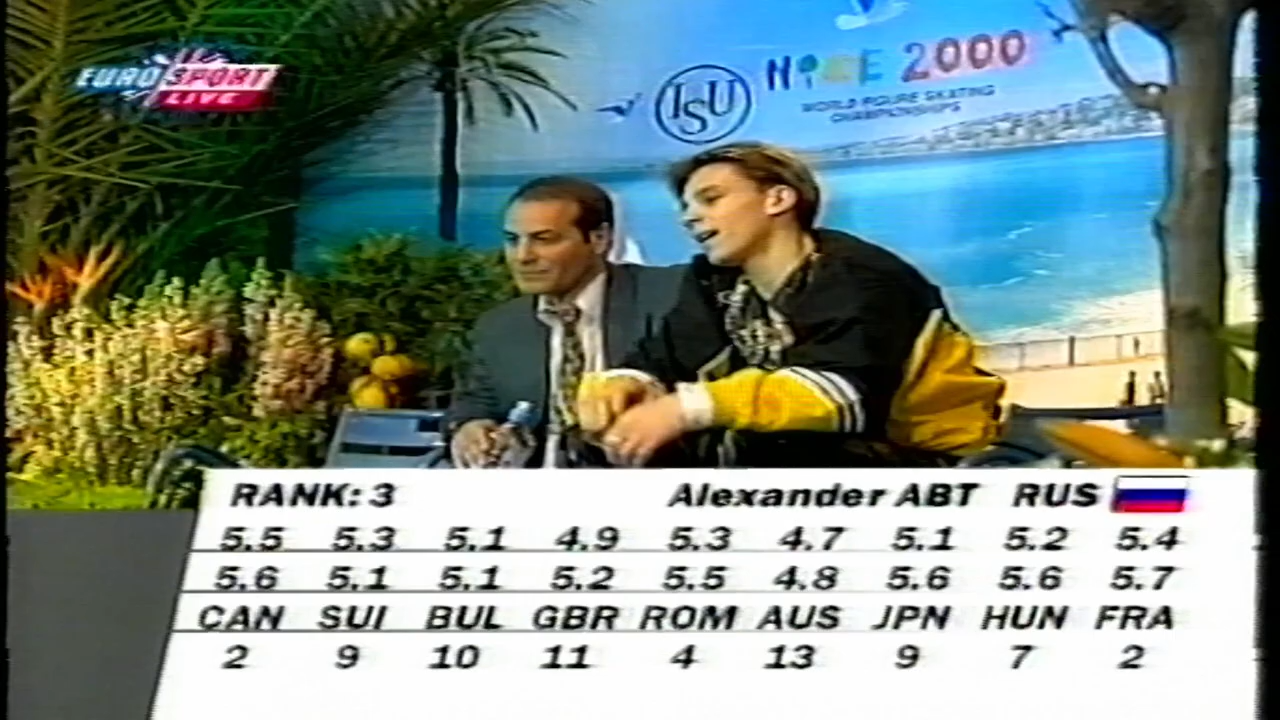 EUROSPORT
LIVE
ISU
NICE 2000
WORLD FIGURE SKATING
CHAMPIONSHIPS
RANK: 3 Alexander ABT RUS
5.5 5.3 5.1 4.9 5.3 4.7 5.1 5.2 5.4
5.6 5.1 5.1 5.2 5.5 4.8 5.6 5.6 5.7
CAN SUI BUL GBR ROM AUS JPN HUN FRA
2 9 10 11 4 13 9 7 2